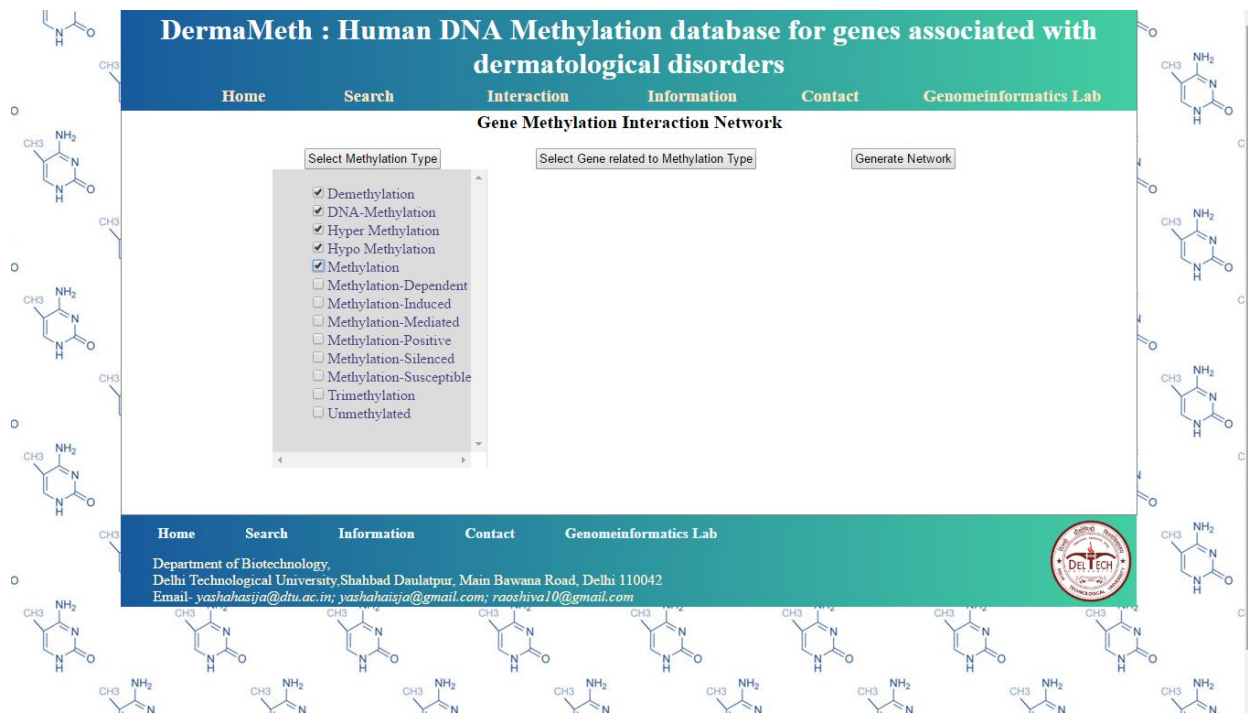 DermaMeth : Human DNA Methylation database for genes associated with
dermatological disorders
Home Search Interaction Information Contact Genomeinformatics Lab
Gene Methylation Interaction Network
Select Methylation Type Select Gene related to Methylation Type Generate Network
Demethylation
DNA-Methylation
Hyper Methylation
Hypo Methylation
Methylation
Methylation-Dependent
Methylation-Induced
Methylation-Mediated
Methylation-Positive
Methylation-Silenced
Methylation-Susceptible
Trimethylation
Unmethylated
Home Search Information Contact Genomeinformatics Lab
Department of Biotechnology,
Delhi Technological University,Shahbad Daulatpur, Main Bawana Road, Delhi 110042
Email- yashahasija@dtu.ac.in; yashahaisja@gmail.com; raoshiva10@gmail.com
DELTECH